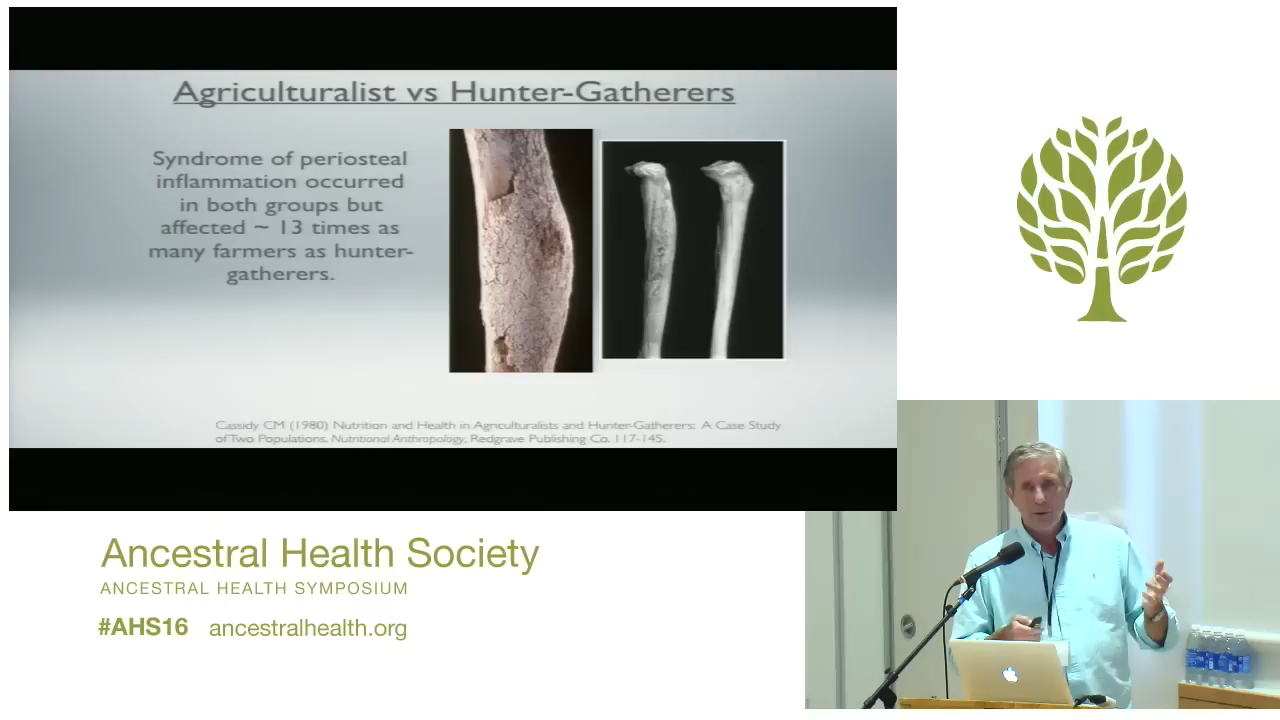 Agriculturalist vs Hunter-Gatherers
Syndrome of periosteal
inflammation occurred
in both groups but
affected ~ 13 times as
many farmers as hunter-
gatherers.
Cassidy CM (1980) Nutrition and Health in Agriculturalists and Hunter-Gatherers: A Case Study
of Two Populations. Nutritional Anthropology, Redgrave Publishing Co. 117-145.
Ancestral Health Society
ANCESTRAL HEALTH SYMPOSIUM
#AHS16 ancestralhealth.org